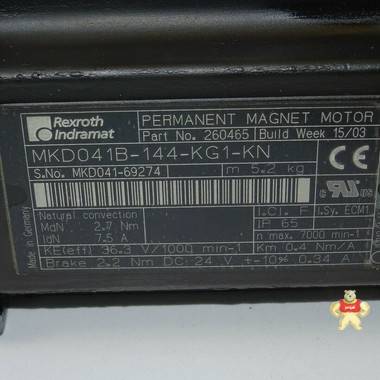 Rexroth
Indramat
PERMANENT MAGNET MOTOR
Part No. 260465 Build Week 15/03
MKD041B-144-KG1-KN
CE
S.No. MKD041-69274 m 5.2 kg
Natural convection I.Cl. F I.Sy. ECM1
MdN 2.7 Nm IP 65
IdN 7.5 A n max. 7000 min-1
KE(eff) 36.3 V/1000 min-1 Km 0.4 Nm/A
Brake 2.2 Nm DC 24 V +-10% 0.34 A
Made in Germany